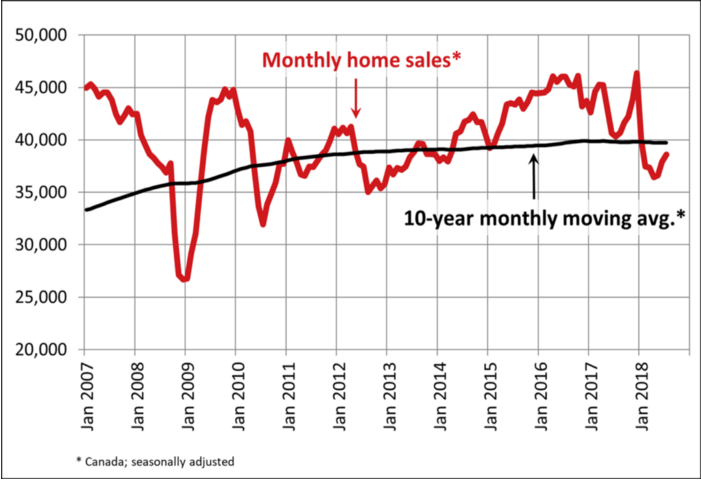 50,000
45,000
40,000
35,000
30,000
25,000
20,000
Monthly home sales*
10-year monthly moving avg.*
Jan 2007
Jan 2008
Jan 2009
Jan 2010
Jan 2011
Jan 2012
Jan 2013
Jan 2014
Jan 2015
Jan 2016
Jan 2017
Jan 2018
* Canada; seasonally adjusted